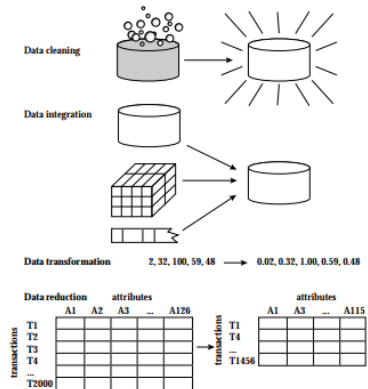 Data cleaning
Data integration
Data transformation 2, 32, 100, 59, 48 0.02, 0.32, 1.00, 0.59, 0.48
Data reduction attributes attributes
A1 A2 A3 ... A126 A1 A3 ... A115
transactions
T1
T2
T3
T4
...
T2000
transactions
T1
T4
...
T1456